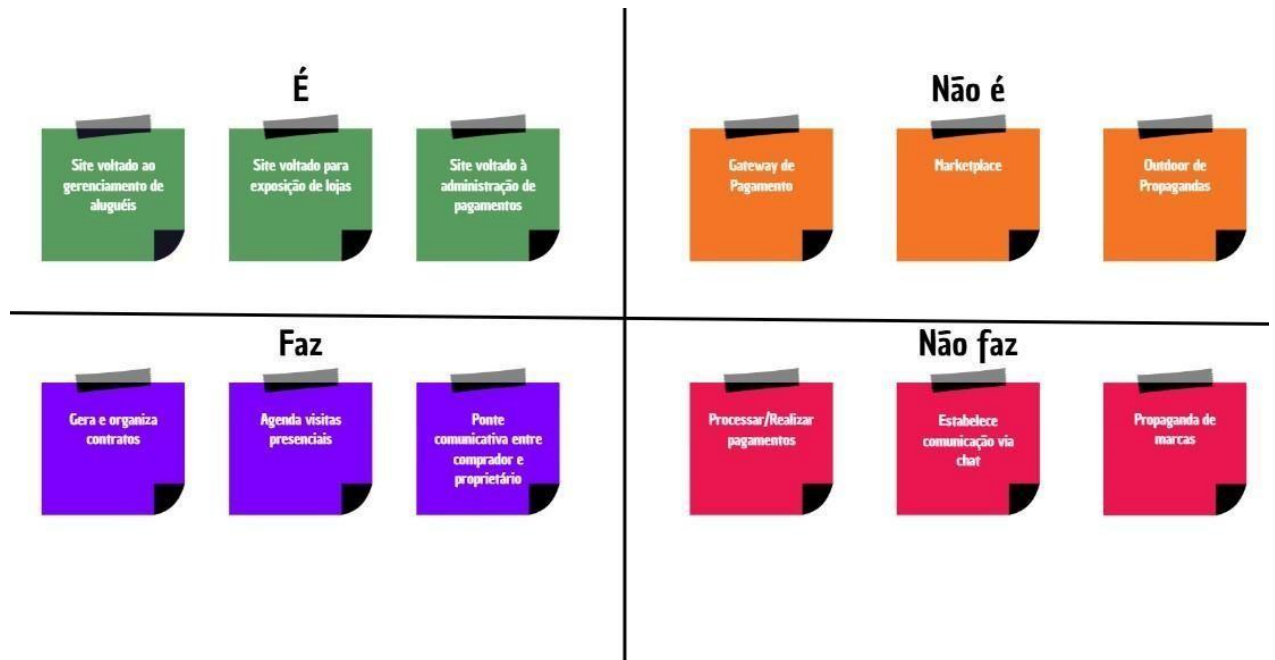 É
Site voltado ao
gerenciamento de
aluguéis
Site voltado para
exposição de lojas
Site voltado à
administração de
pagamentos
Não é
Gateway de
Pagamento
Marketplace
Outdoor de
Propagandas
Faz
Gera e organiza
contratos
Agenda visitas
presenciais
Ponte
comunicativa entre
comprador e
proprietário
Não faz
Processar/Realizar
pagamentos
Estabelece
comunicação via
chat
Propaganda de
marcas